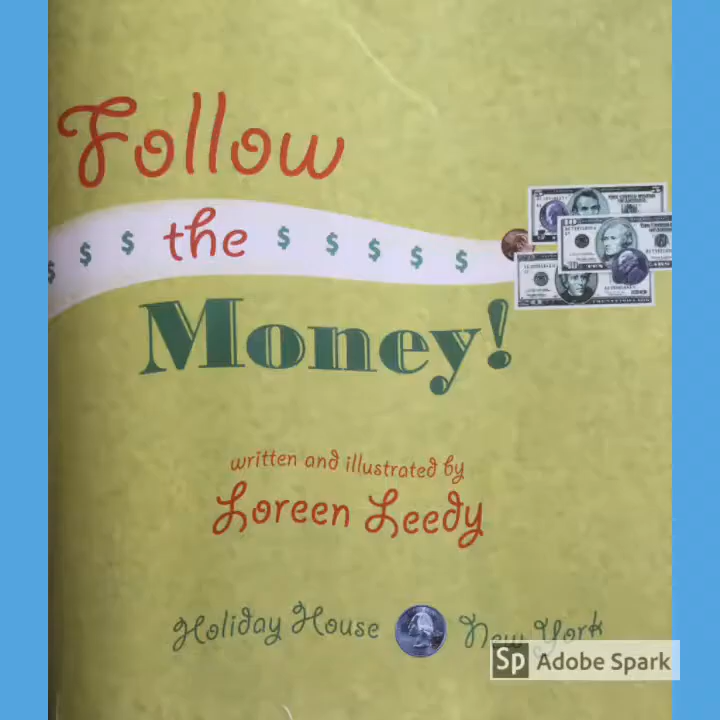 Follow
$ $ $ the $ $ $ $ $
Money!
written and illustrated by
Loreen Leedy
Holiday House New York
Sp Adobe Spark